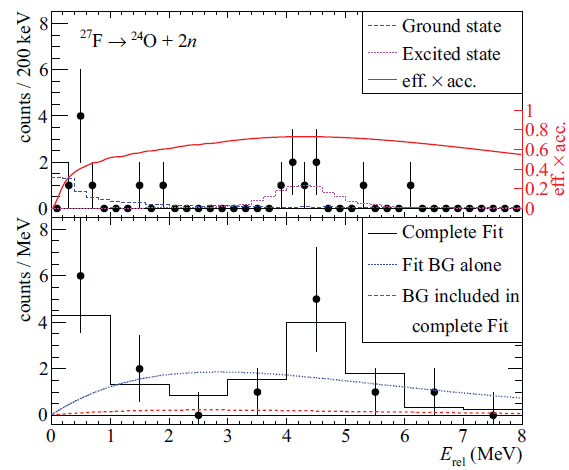 ²⁷F → ²⁴O + 2n
Ground state
Excited state
eff. × acc.
counts / 200 keV
8
6
4
2
0
1
0.8
0.6
0.4
0.2
0
eff. × acc.
Complete Fit
Fit BG alone
BG included in
complete Fit
counts / MeV
8
6
4
2
0
0 1 2 3 4 5 6 7 8
E_rel (MeV)